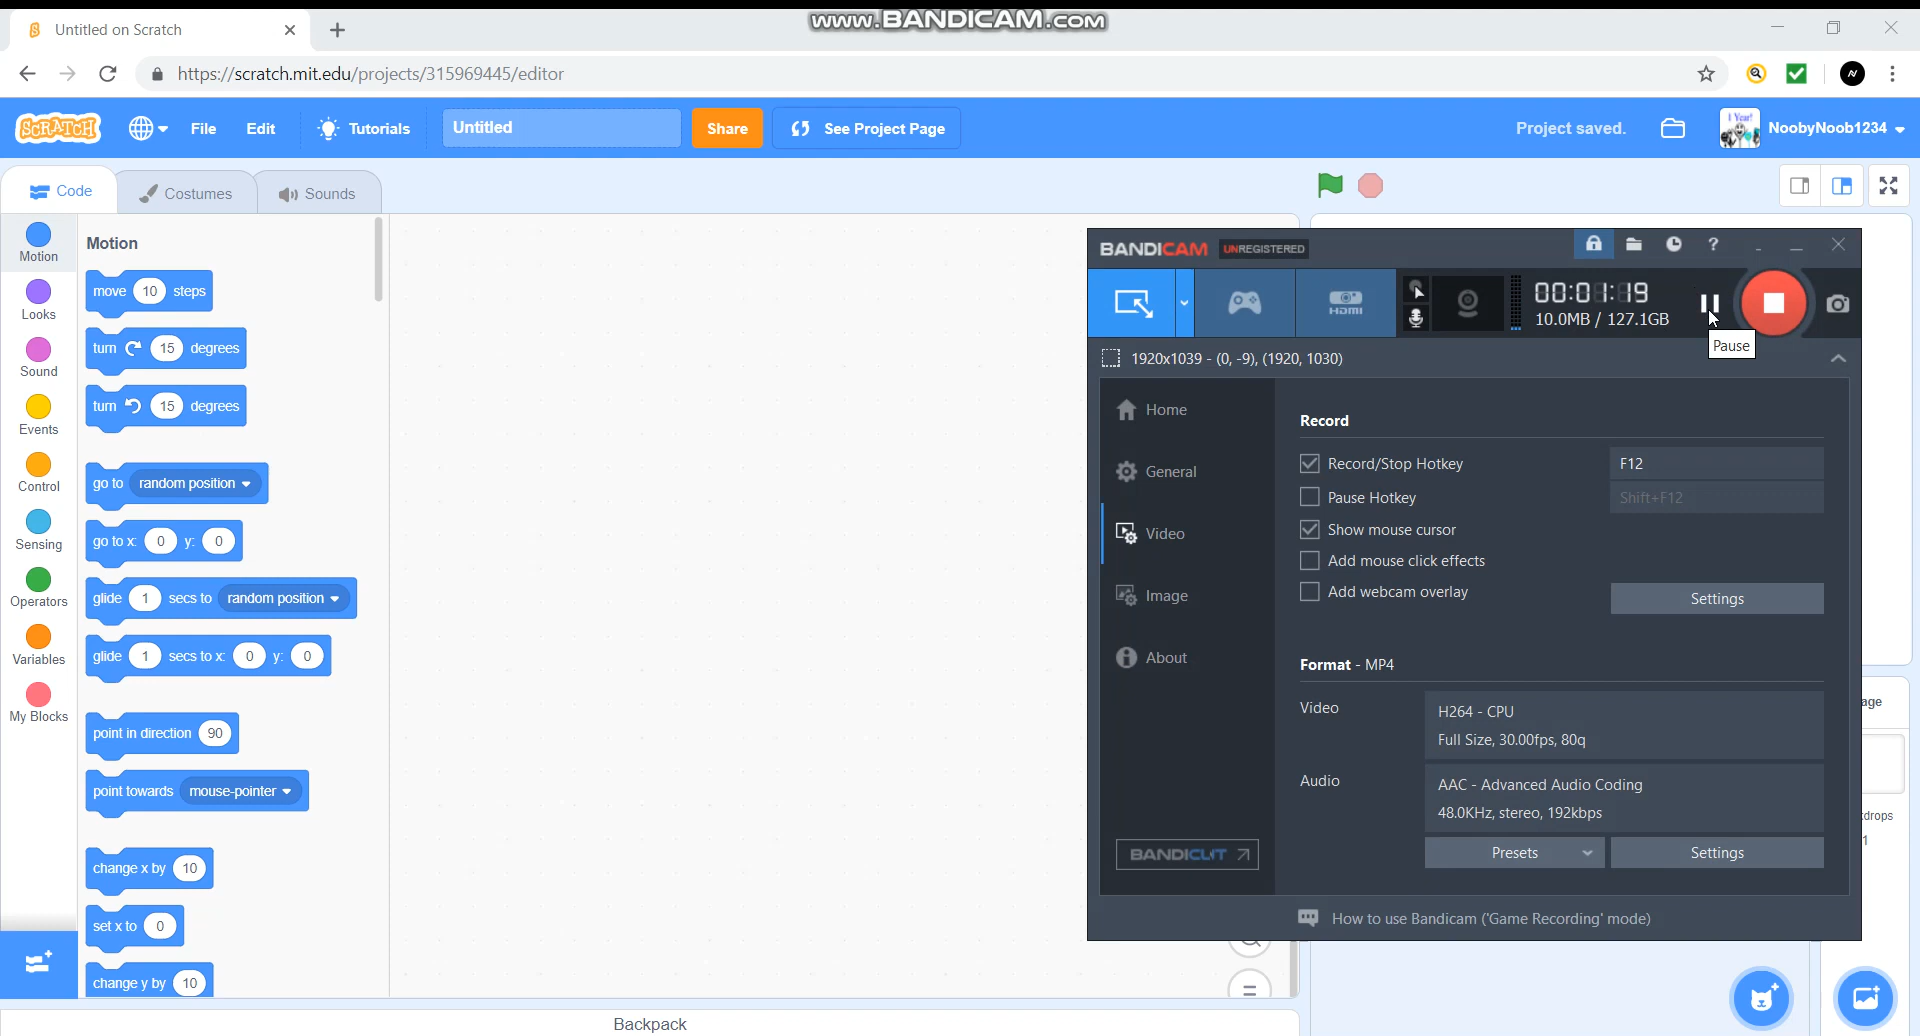 www.BANDICAM.com
Untitled on Scratch
https://scratch.mit.edu/projects/315969445/editor
SCRATCH
File
Edit
Tutorials
Untitled
Share
See Project Page
Project saved.
1 Year!
NoobyNoob1234
Code
Costumes
Sounds
Motion
Looks
Sound
Events
Control
Sensing
Operators
Variables
My Blocks
Motion
move 10 steps
turn 15 degrees
turn 15 degrees
go to random position
go to x: 0 y: 0
glide 1 secs to random position
glide 1 secs to x: 0 y: 0
point in direction 90
point towards mouse-pointer
change x by 10
set x to 0
change y by 10
Backpack
BANDICAM UNREGISTERED
?
HDMI
00:01:19
10.0MB / 127.1GB
Pause
1920x1039 - (0, -9), (1920, 1030)
Home
General
Video
Image
About
BANDICUT
Record
Record/Stop Hotkey
F12
Pause Hotkey
Shift+F12
Show mouse cursor
Add mouse click effects
Add webcam overlay
Settings
Format - MP4
Video
H264 - CPU
Full Size, 30.00fps, 80q
Audio
AAC - Advanced Audio Coding
48.0KHz, stereo, 192kbps
Presets
Settings
How to use Bandicam ('Game Recording' mode)
age
drops
1